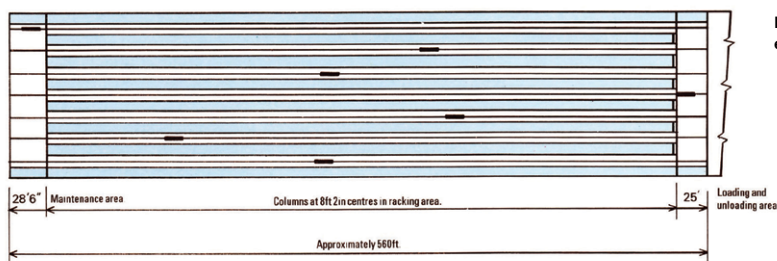 28'6"
Maintenance area
Columns at 8ft 2in centres in racking area.
25'
Loading and
unloading area
Approximately 560ft.